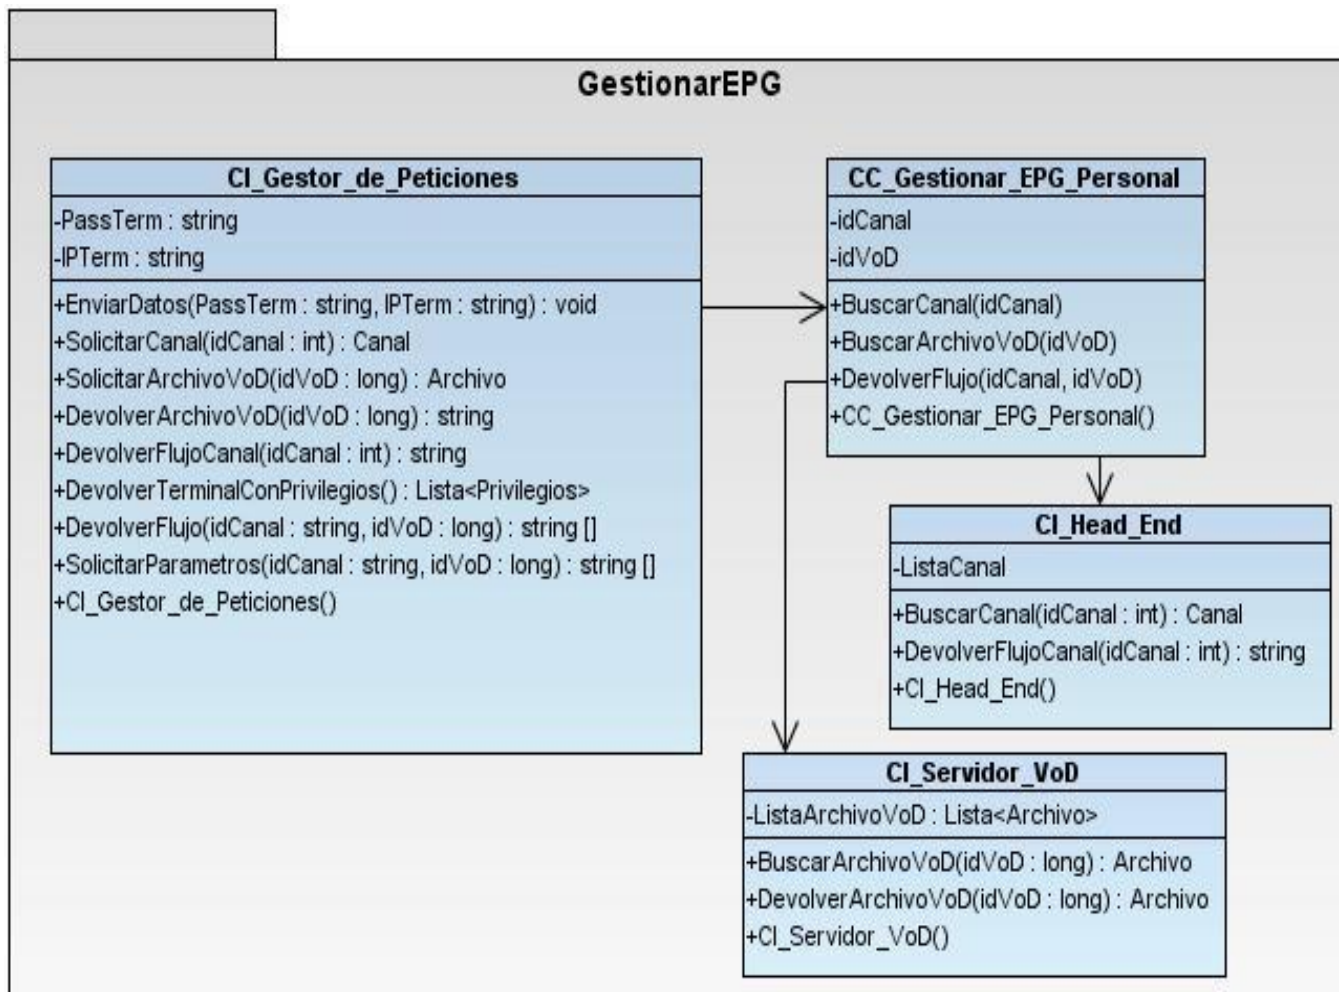 GestionarEPG
CI_Gestor_de_Peticiones
-PassTerm : string
-IPTerm : string
+EnviarDatos(PassTerm : string, IPTerm : string) : void
+SolicitarCanal(idCanal : int) : Canal
+SolicitarArchivoVoD(idVoD : long) : Archivo
+DevolverArchivoVoD(idVoD : long) : string
+DevolverFlujoCanal(idCanal : int) : string
+DevolverTerminalConPrivilegios() : Lista<Privilegios>
+DevolverFlujo(idCanal : string, idVoD : long) : string []
+SolicitarParametros(idCanal : string, idVoD : long) : string []
+CI_Gestor_de_Peticiones()
CC_Gestionar_EPG_Personal
-idCanal
-idVoD
+BuscarCanal(idCanal)
+BuscarArchivoVoD(idVoD)
+DevolverFlujo(idCanal, idVoD)
+CC_Gestionar_EPG_Personal()
CI_Head_End
-ListaCanal
+BuscarCanal(idCanal : int) : Canal
+DevolverFlujoCanal(idCanal : int) : string
+CI_Head_End()
CI_Servidor_VoD
-ListaArchivoVoD : Lista<Archivo>
+BuscarArchivoVoD(idVoD : long) : Archivo
+DevolverArchivoVoD(idVoD : long) : Archivo
+CI_Servidor_VoD()